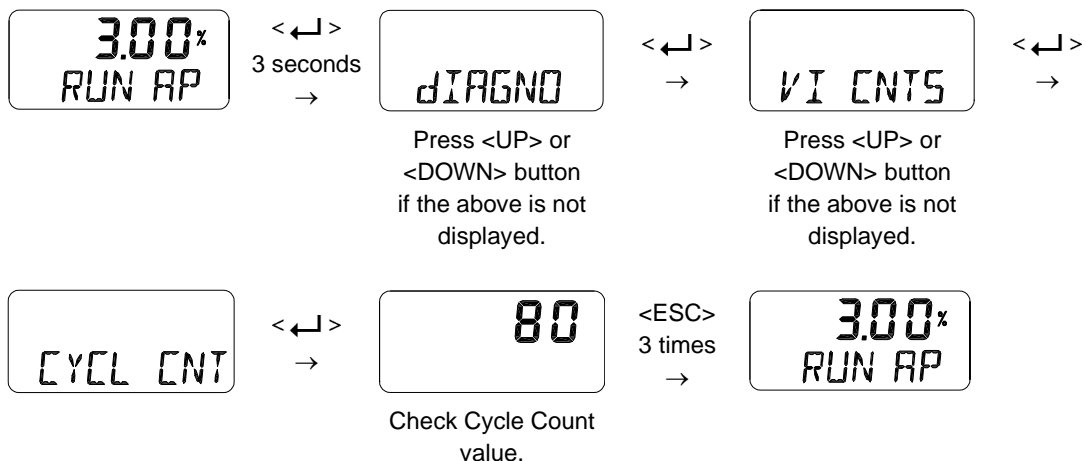 3.00%
RUN AP
< ↵ >
3 seconds
→
dIAGNO
Press <UP> or
<DOWN> button
if the above is not
displayed.
< ↵ >
→
VI CNTS
Press <UP> or
<DOWN> button
if the above is not
displayed.
< ↵ >
→
CYCL CNT
< ↵ >
→
80
Check Cycle Count
value.
<ESC>
3 times
→
3.00%
RUN AP